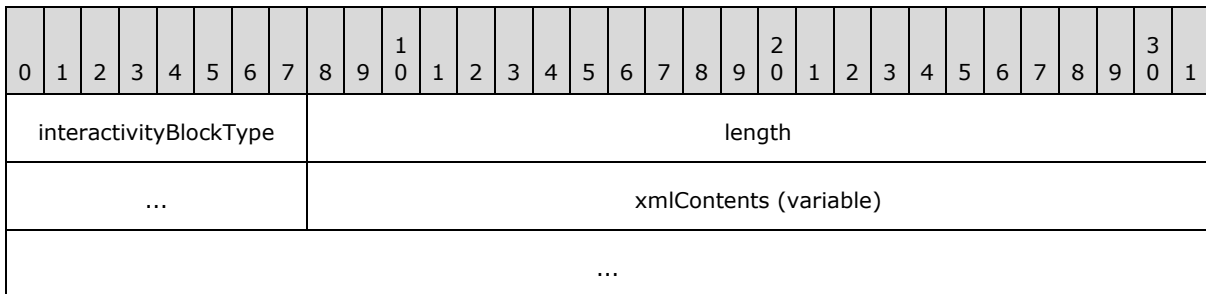 1 2 3
0 1 2 3 4 5 6 7 8 9 0 1 2 3 4 5 6 7 8 9 0 1 2 3 4 5 6 7 8 9 0 1
interactivityBlockType length
... xmlContents (variable)
...